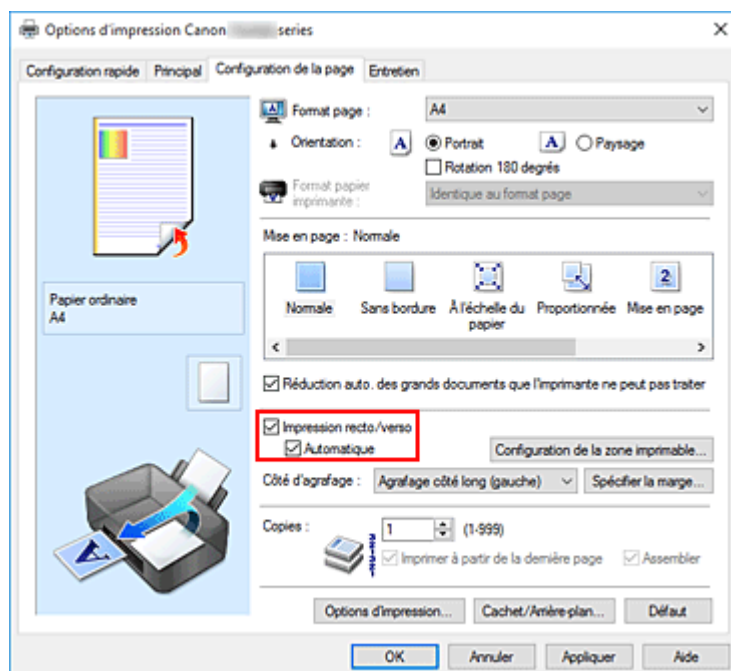 Options d'impression Canon series
Configuration rapide Principal Configuration de la page Entretien
Format page : A4
Orientation : A Portrait A Paysage
Rotation 180 degrés
Format papier imprimante : Identique au format page
Mise en page : Normale
Normale Sans bordure À l'échelle du papier Proportionnée Mise en page
Papier ordinaire
A4
Réduction auto. des grands documents que l'imprimante ne peut pas traiter
Impression recto/verso
Automatique Configuration de la zone imprimable...
Côté d'agrafage : Agrafage côté long (gauche) Spécifier la marge...
Copies : 1 (1-999)
Imprimer à partir de la dernière page Assembler
Options d'impression... Cachet/Arrière-plan... Défaut
OK Annuler Appliquer Aide